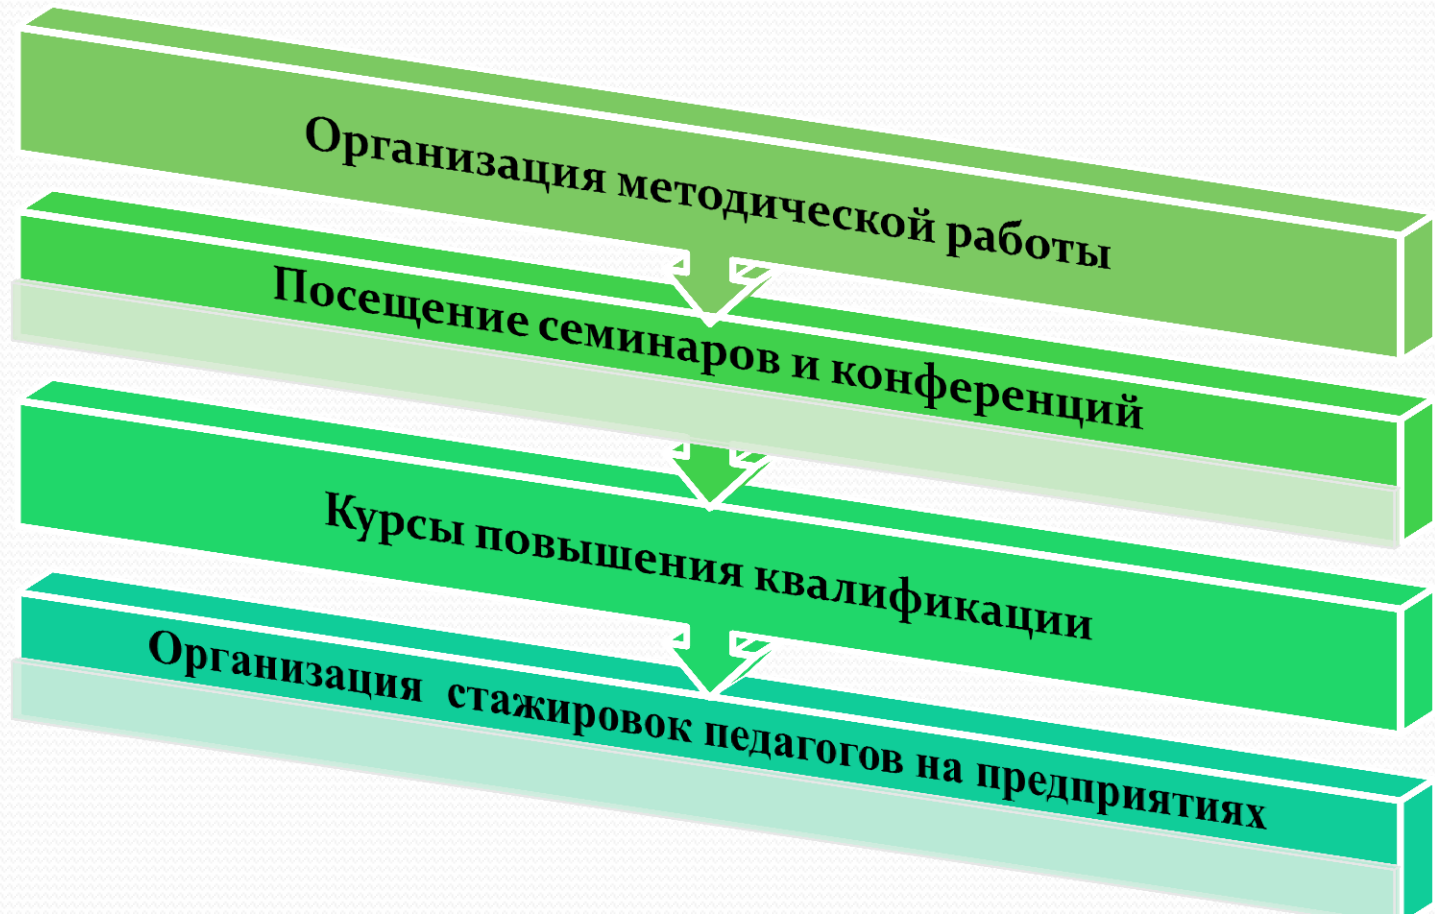 Организация методической работы
Посещение семинаров и конференций
Курсы повышения квалификации
Организация стажировок педагогов на предприятиях